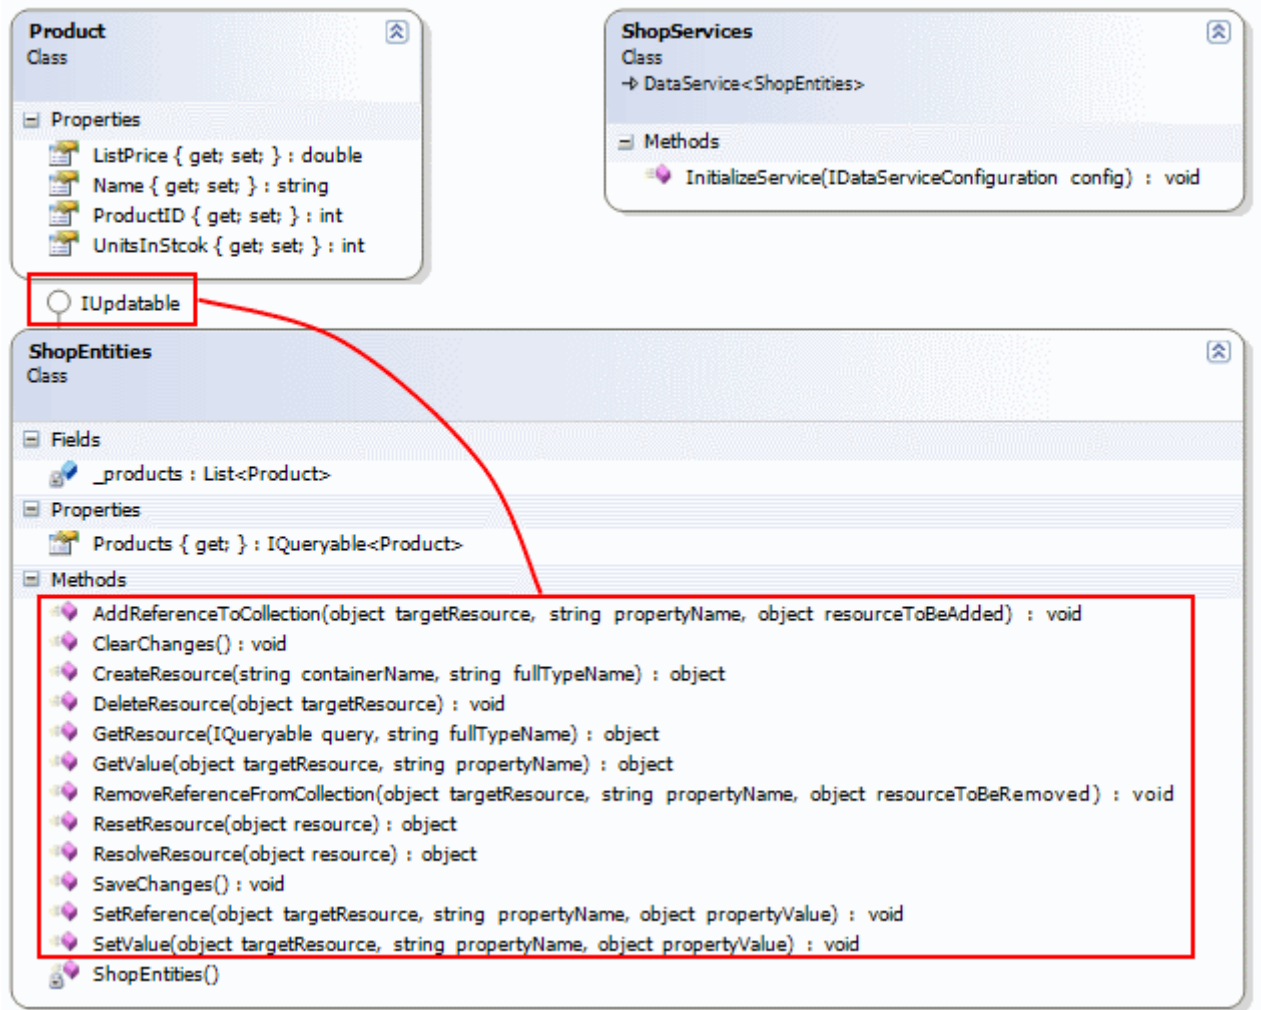 Product
Class
Properties
ListPrice { get; set; } : double
Name { get; set; } : string
ProductID { get; set; } : int
UnitsInStcok { get; set; } : int
ShopServices
Class
DataService<ShopEntities>
Methods
InitializeService(IDataServiceConfiguration config) : void
IUpdatable
ShopEntities
Class
Fields
_products : List<Product>
Properties
Products { get; } : IQueryable<Product>
Methods
AddReferenceToCollection(object targetResource, string propertyName, object resourceToBeAdded) : void
ClearChanges() : void
CreateResource(string containerName, string fullTypeName) : object
DeleteResource(object targetResource) : void
GetResource(IQueryable query, string fullTypeName) : object
GetValue(object targetResource, string propertyName) : object
RemoveReferenceFromCollection(object targetResource, string propertyName, object resourceToBeRemoved) : void
ResetResource(object resource) : object
ResolveResource(object resource) : object
SaveChanges() : void
SetReference(object targetResource, string propertyName, object propertyValue) : void
SetValue(object targetResource, string propertyName, object propertyValue) : void
ShopEntities()